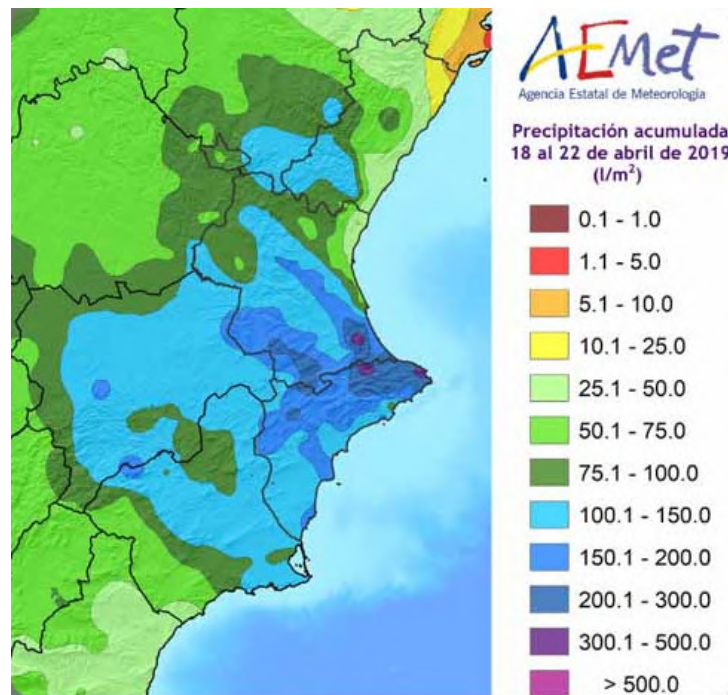 AEMet
Agencia Estatal de Meteorología
Precipitación acumulada
18 al 22 de abril de 2019
(l/m²)
0.1 - 1.0
1.1 - 5.0
5.1 - 10.0
10.1 - 25.0
25.1 - 50.0
50.1 - 75.0
75.1 - 100.0
100.1 - 150.0
150.1 - 200.0
200.1 - 300.0
300.1 - 500.0
> 500.0